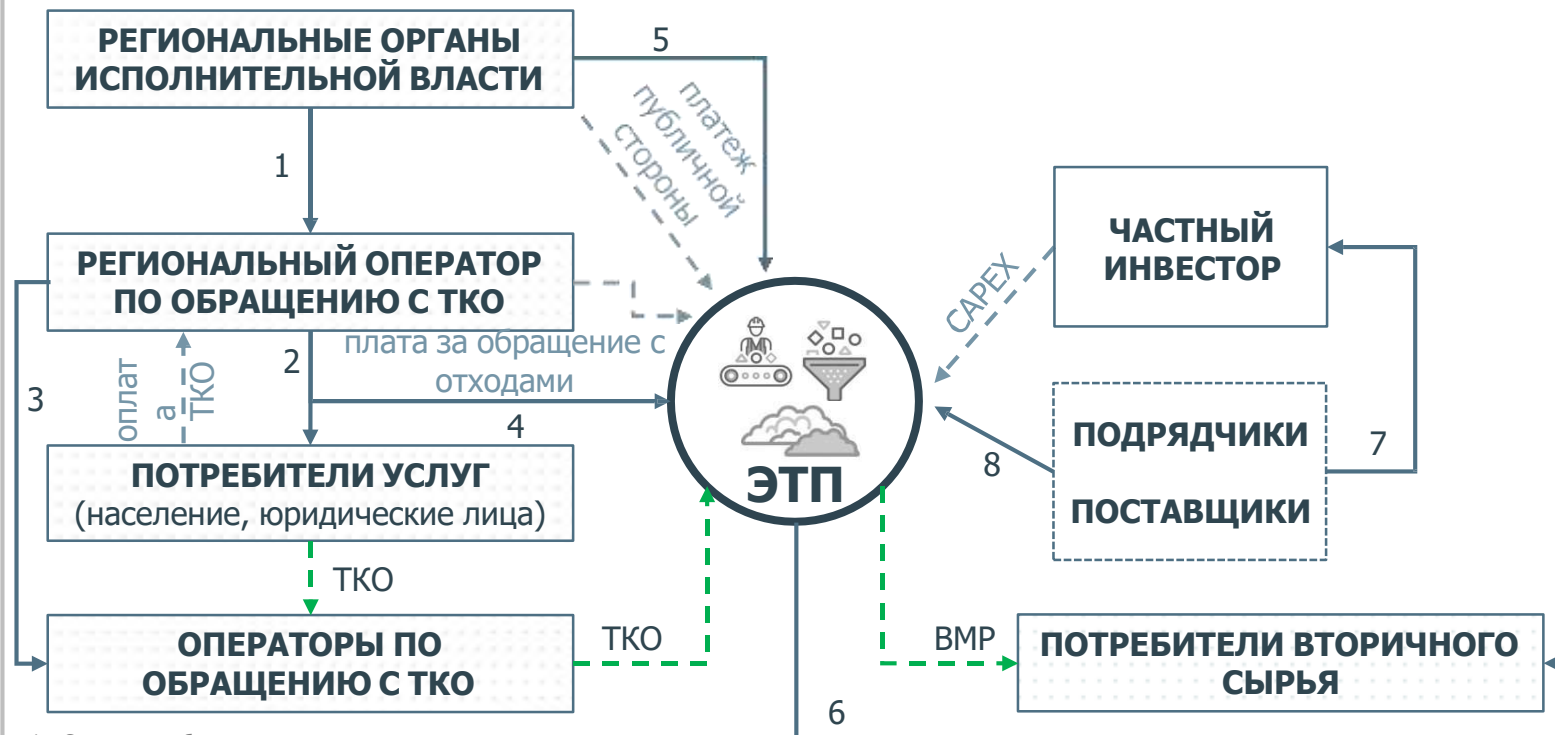 РЕГИОНАЛЬНЫЕ ОРГАНЫ
ИСПОЛНИТЕЛЬНОЙ ВЛАСТИ
5
платеж
публичной
стороны
1
РЕГИОНАЛЬНЫЙ ОПЕРАТОР
ПО ОБРАЩЕНИЮ С ТКО
ЧАСТНЫЙ
ИНВЕСТОР
CAPEX
2
плата за обращение с
отходами
3
оплат
а
ТКО
4
ПОТРЕБИТЕЛИ УСЛУГ
(население, юридические лица)
ЭТП
ПОДРЯДЧИКИ
ПОСТАВЩИКИ
7
8
ТКО
ОПЕРАТОРЫ ПО
ОБРАЩЕНИЮ С ТКО
ТКО
ВМР
ПОТРЕБИТЕЛИ ВТОРИЧНОГО
СЫРЬЯ
6